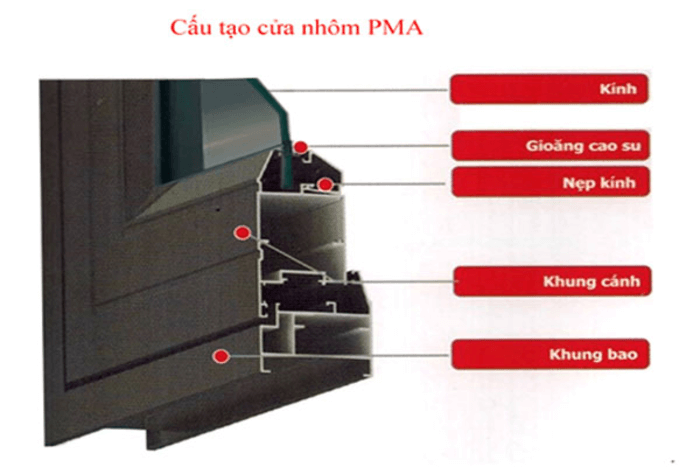 Cấu tạo cửa nhôm PMA
Kính
Gioăng cao su
Nẹp kính
Khung cánh
Khung bao